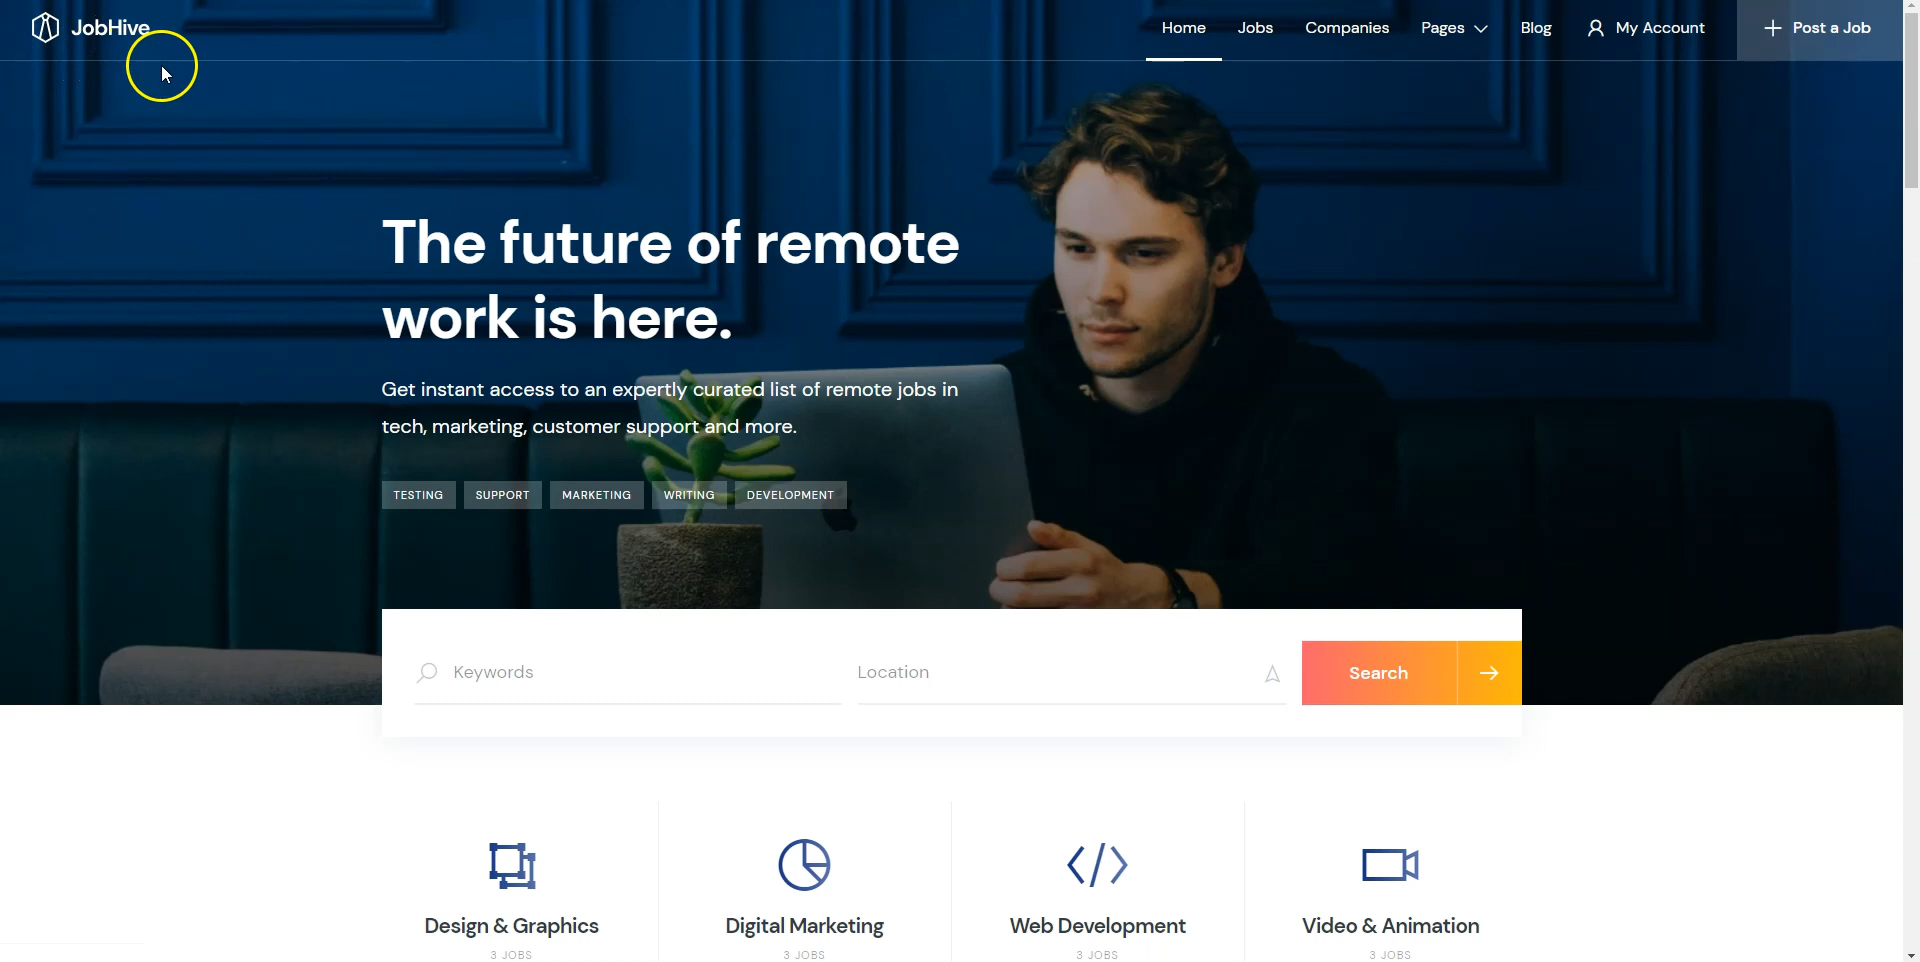 JobHive
Home
Jobs
Companies
Pages
Blog
My Account
Post a Job
The future of remote
work is here.
Get instant access to an expertly curated list of remote jobs in
tech, marketing, customer support and more.
TESTING
SUPPORT
MARKETING
WRITING
DEVELOPMENT
Keywords
Location
Search
Design & Graphics
3 JOBS
Digital Marketing
3 JOBS
Web Development
3 JOBS
Video & Animation
3 JOBS